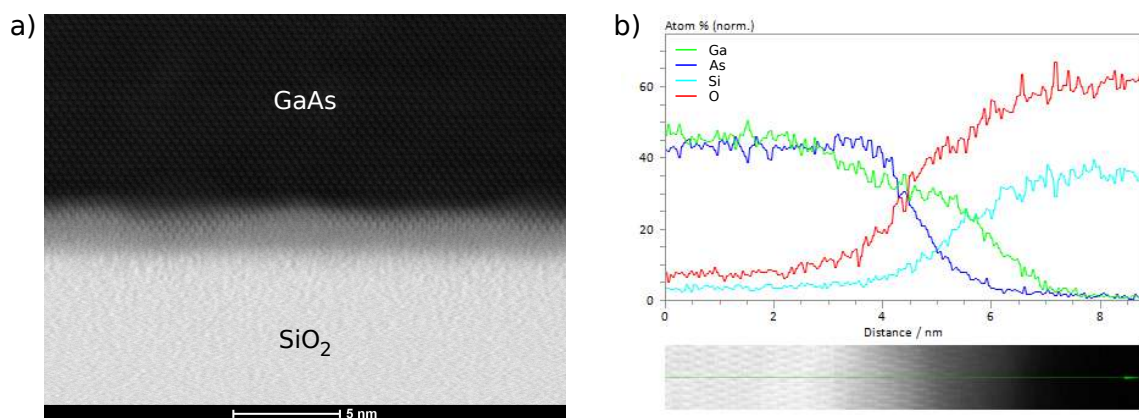 a)
GaAs
SiO₂
5 nm
b)
Atom % (norm.)
Ga
As
Si
O
60
40
20
0
0 2 4 6 8
Distance / nm